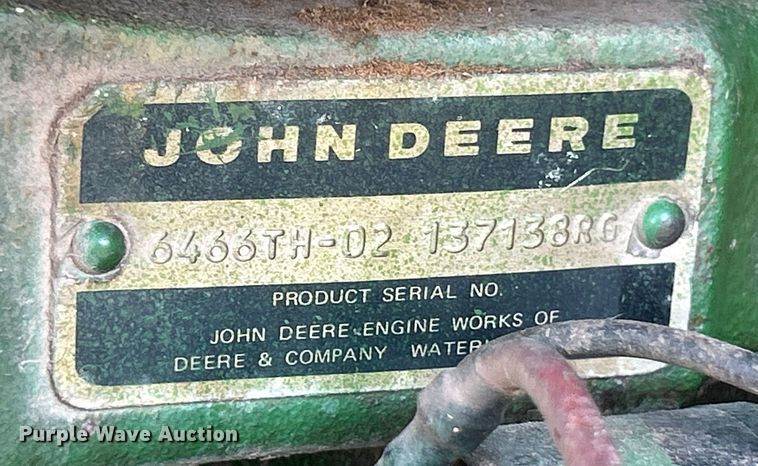 JOHN DEERE
6466TH-02 137138RG
PRODUCT SERIAL NO.
JOHN DEERE ENGINE WORKS OF
DEERE & COMPANY
Purple Wave Auction